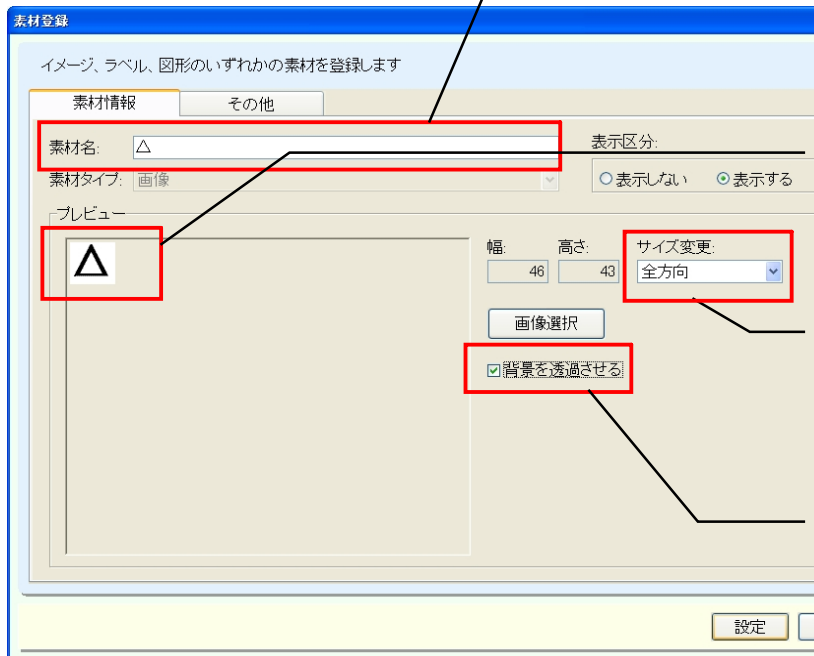 素材登録
イメージ、ラベル、図形のいずれかの素材を登録します
素材情報 その他
素材名: △ 表示区分:
素材タイプ: 画像 表示しない 表示する
プレビュー
幅: 高さ: サイズ変更:
△ 46 43 全方向
画像選択
背景を透過させる
設定